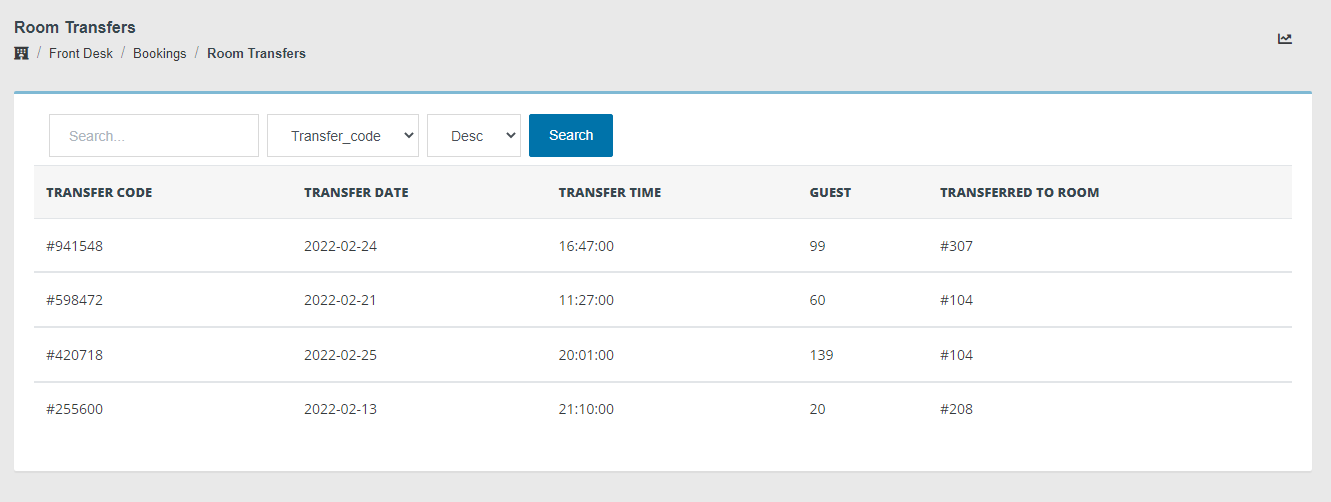 Room Transfers
/ Front Desk / Bookings / Room Transfers
Search... Transfer_code Desc Search
TRANSFER CODE TRANSFER DATE TRANSFER TIME GUEST TRANSFERRED TO ROOM
#941548 2022-02-24 16:47:00 99 #307
#598472 2022-02-21 11:27:00 60 #104
#420718 2022-02-25 20:01:00 139 #104
#255600 2022-02-13 21:10:00 20 #208